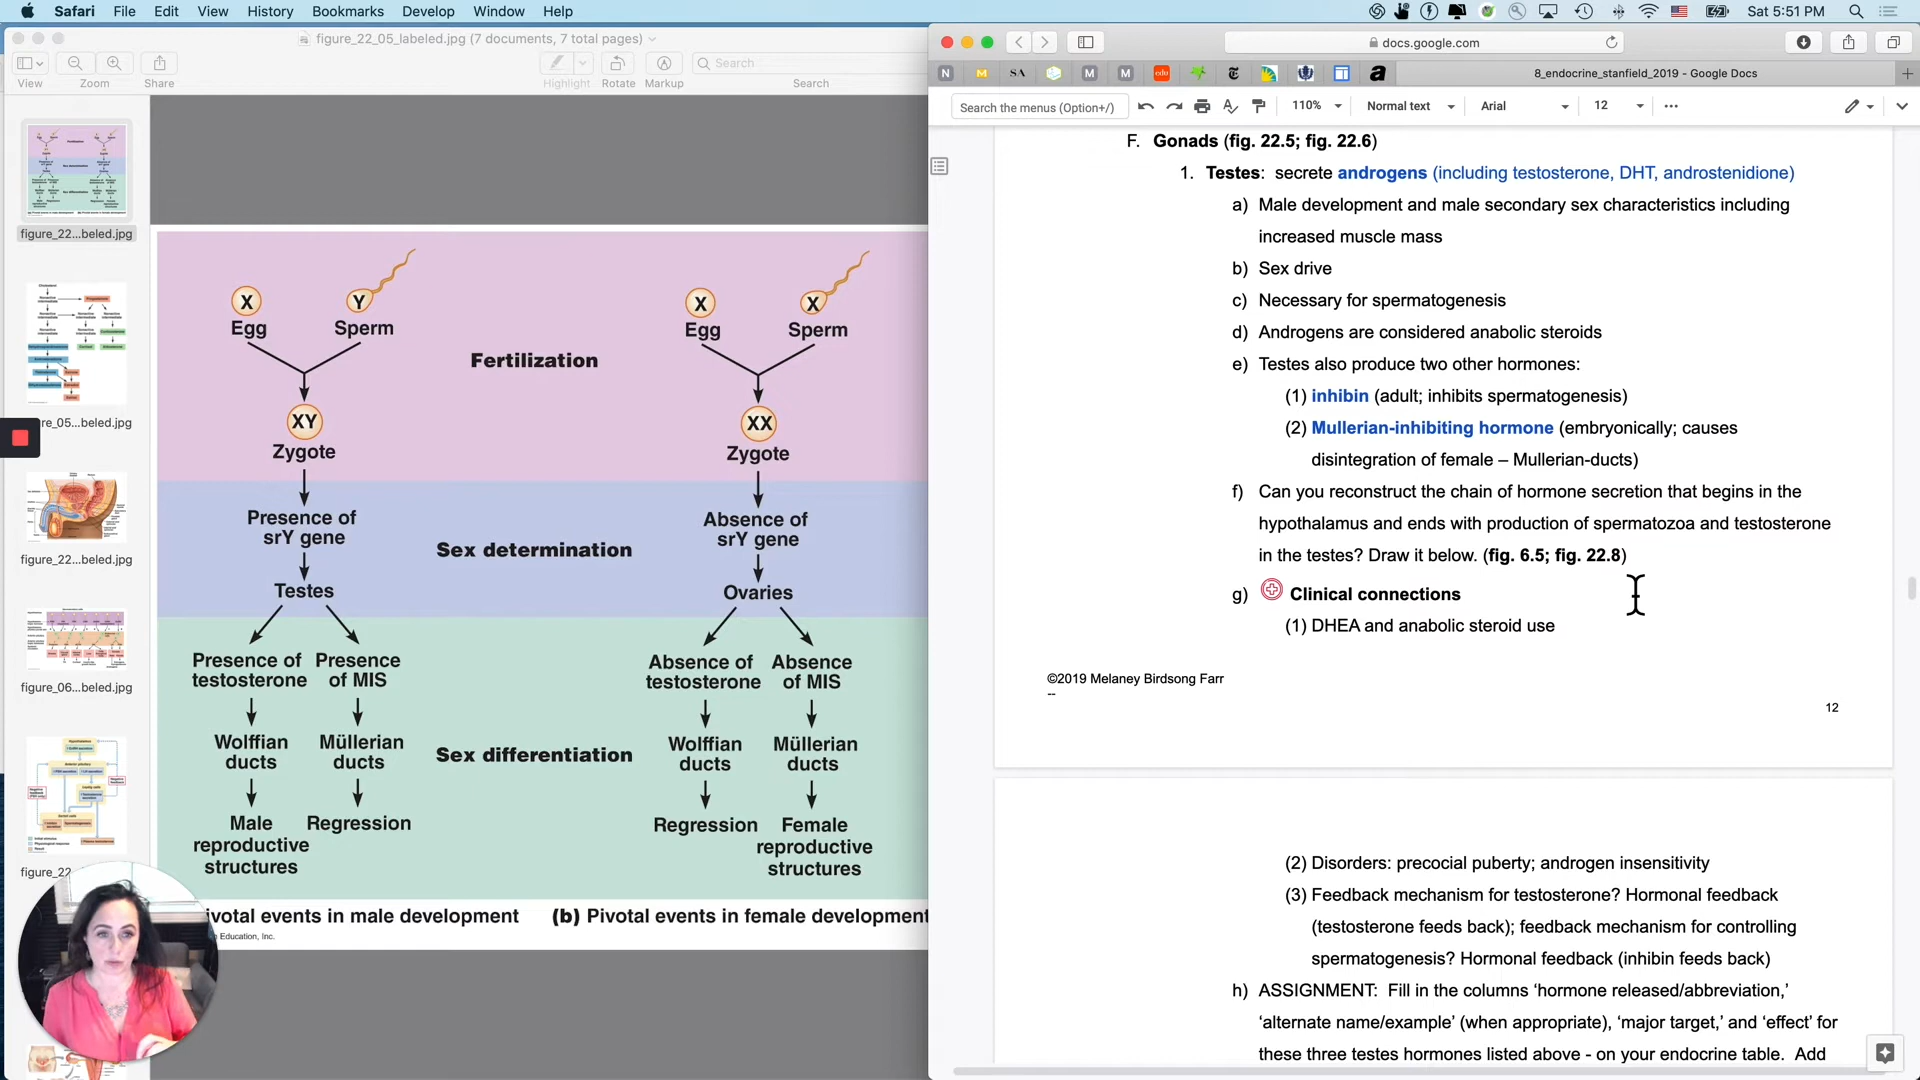 Safari File Edit View History Bookmarks Develop Window Help
Sat 5:51 PM
figure_22_05_labeled.jpg (7 documents, 7 total pages)
View Zoom Share Highlight Rotate Markup Search
Search
figure_22...beled.jpg
re_05...beled.jpg
figure_22...beled.jpg
figure_06...beled.jpg
figure_22
X Y
Egg Sperm
X X
Egg Sperm
Fertilization
XY
Zygote
XX
Zygote
Presence of
srY gene
Absence of
srY gene
Sex determination
Testes
Ovaries
Presence of
testosterone
Presence
of MIS
Absence of
testosterone
Absence
of MIS
Wolffian
ducts
Müllerian
ducts
Sex differentiation
Wolffian
ducts
Müllerian
ducts
Male
reproductive
structures
Regression
Regression
Female
reproductive
structures
ivotal events in male development
(b) Pivotal events in female development
Education, Inc.
docs.google.com
N M SA M M edu T a
8_endocrine_stanfield_2019 - Google Docs
Search the menus (Option+/)
110% Normal text Arial 12
F. Gonads (fig. 22.5; fig. 22.6)
1. Testes: secrete androgens (including testosterone, DHT, androstenidione)
a) Male development and male secondary sex characteristics including
increased muscle mass
b) Sex drive
c) Necessary for spermatogenesis
d) Androgens are considered anabolic steroids
e) Testes also produce two other hormones:
(1) inhibin (adult; inhibits spermatogenesis)
(2) Mullerian-inhibiting hormone (embryonically; causes
disintegration of female – Mullerian-ducts)
f) Can you reconstruct the chain of hormone secretion that begins in the
hypothalamus and ends with production of spermatozoa and testosterone
in the testes? Draw it below. (fig. 6.5; fig. 22.8)
g) Clinical connections
(1) DHEA and anabolic steroid use
©2019 Melaney Birdsong Farr
--
12
(2) Disorders: precocial puberty; androgen insensitivity
(3) Feedback mechanism for testosterone? Hormonal feedback
(testosterone feeds back); feedback mechanism for controlling
spermatogenesis? Hormonal feedback (inhibin feeds back)
h) ASSIGNMENT: Fill in the columns ‘hormone released/abbreviation,’
‘alternate name/example’ (when appropriate), ‘major target,’ and ‘effect’ for
these three testes hormones listed above - on your endocrine table. Add